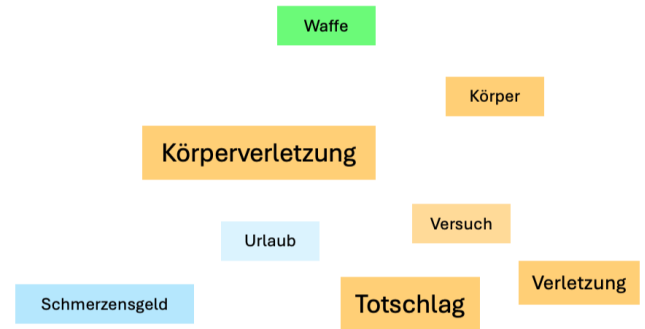 Waffe
Körper
Körperverletzung
Versuch
Urlaub
Verletzung
Schmerzensgeld
Totschlag